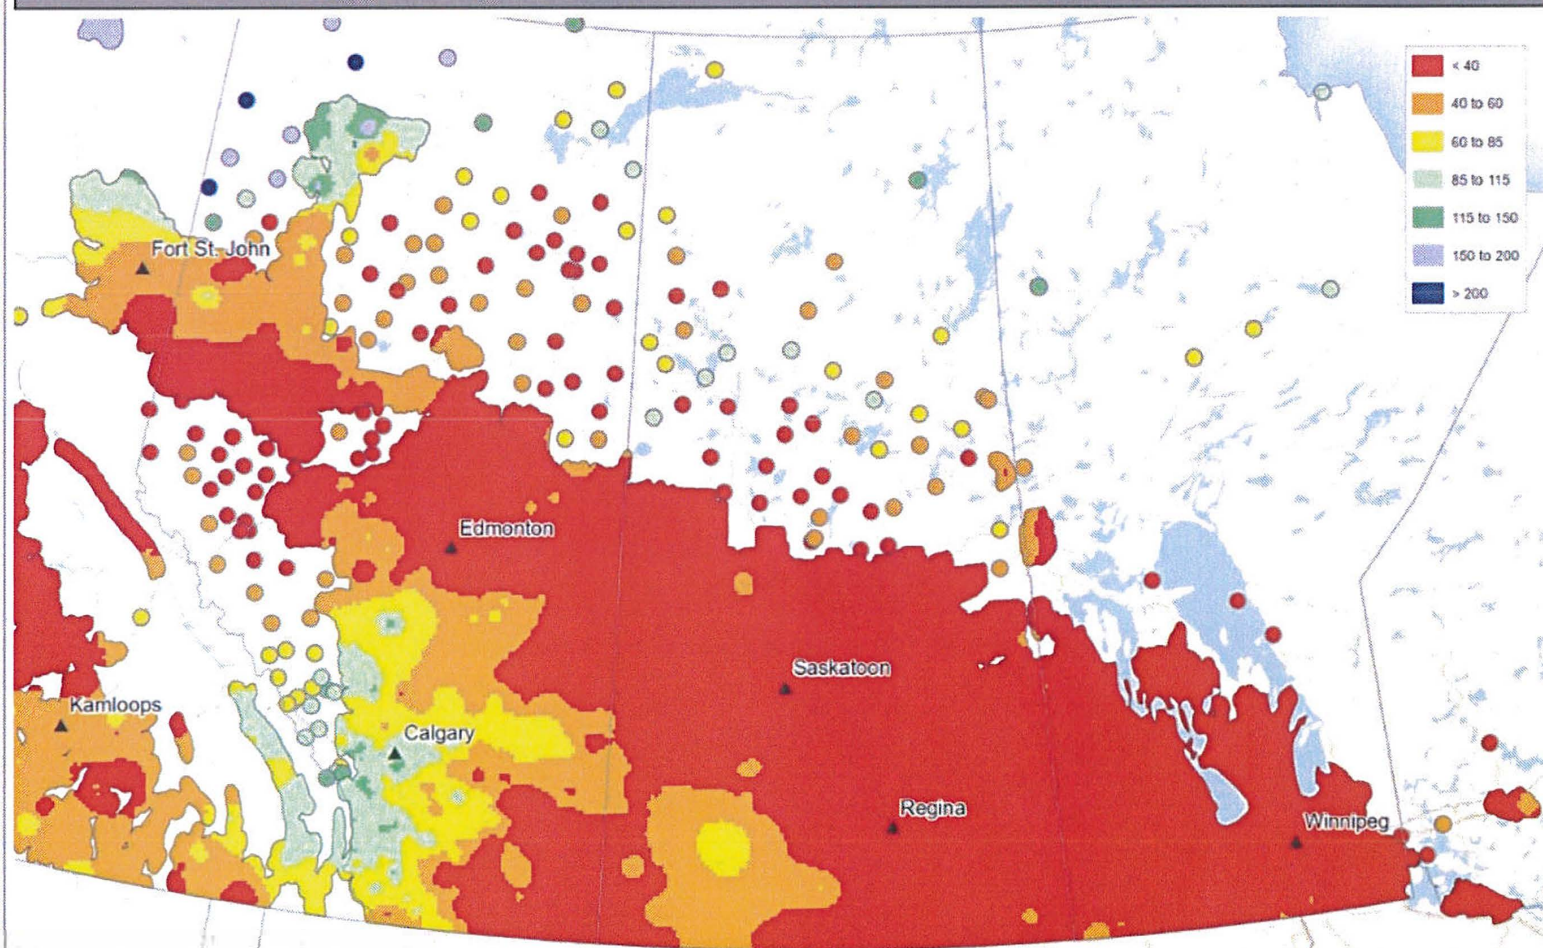 < 40
40 to 60
60 to 85
85 to 115
115 to 150
150 to 200
> 200
Fort St. John
Edmonton
Saskatoon
Kamloops
Calgary
Regina
Winnipeg